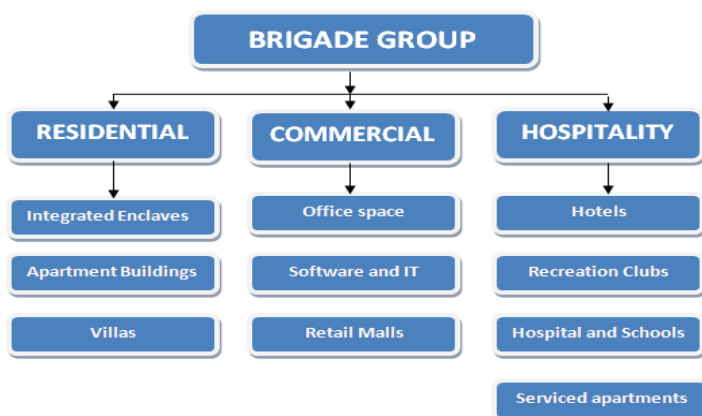 BRIGADE GROUP
RESIDENTIAL
COMMERCIAL
HOSPITALITY
Integrated Enclaves
Office space
Hotels
Apartment Buildings
Software and IT
Recreation Clubs
Villas
Retail Malls
Hospital and Schools
Serviced apartments